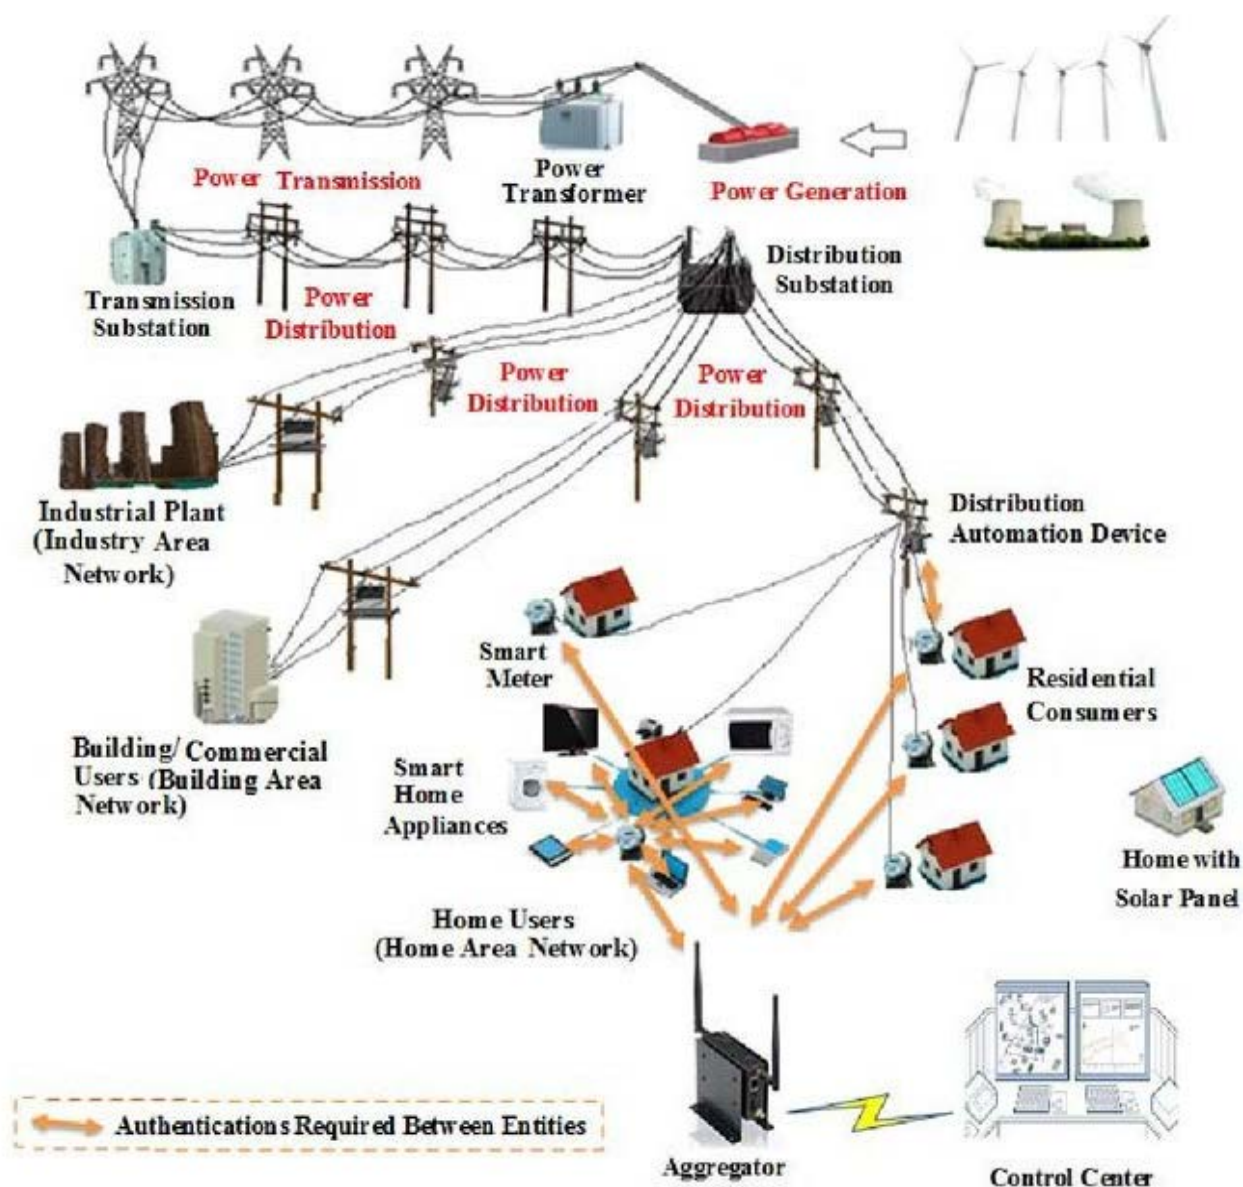 Power Transmission
Power
Transformer
Power Generation
Transmission
Substation
Power
Distribution
Distribution
Substation
Power
Distribution
Power
Distribution
Industrial Plant
(Industry Area
Network)
Distribution
Automation Device
Smart
Meter
Residential
Consumers
Building/Commercial
Users (Building Area
Network)
Smart
Home
Appliances
Home with
Solar Panel
Home Users
(Home Area Network)
Authentications Required Between Entities
Aggregator
Control Center